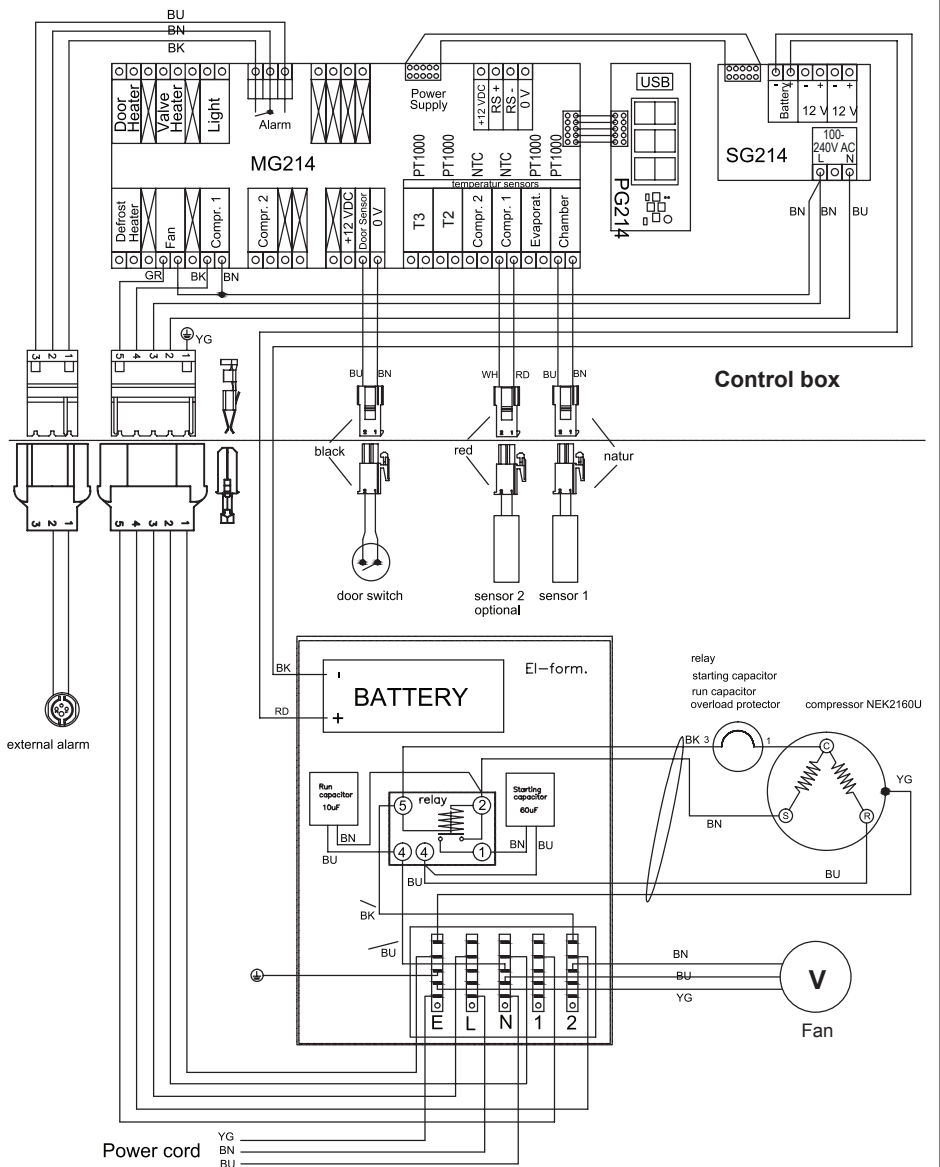 BU
BN
BK
Door Heater
Valve Heater
Light
Alarm
MG214
Power Supply
+12 VDC
RS +
RS -
0 V
PT1000
PT1000
NTC
NTC
PT1000
PT1000
temperatur sensors
Defrost Heater
Fan
Compr. 1
Compr. 2
+12 VDC
Door Sensor
0 V
T3
T2
Compr. 2
Compr. 1
Evaporat.
Chamber
USB
PG214
- +
Battery
- + - +
12 V 12 V
SG214
100-
240V AC
L N
BN BN BU
GR BK BN
YG
3 2 1
5 4 3 2 1
BU BN
WH RD
BU BN
Control box
black
red
natur
3 2 1
5 4 3 2 1
door switch
sensor 2
optional
sensor 1
external alarm
BK
-
BATTERY
El-form.
RD
+
relay
starting capacitor
run capacitor
overload protector
compressor NEK2160U
BK 3 1
C
YG
S R
BN
BU
Run
capacitor
10uF
BN
BU
relay
5 2
4 4 1
Starting
capacitor
60uF
BN BU
BU
BK
BU
E L N 1 2
BN
BU
YG
V
Fan
Power cord
YG
BN
BU